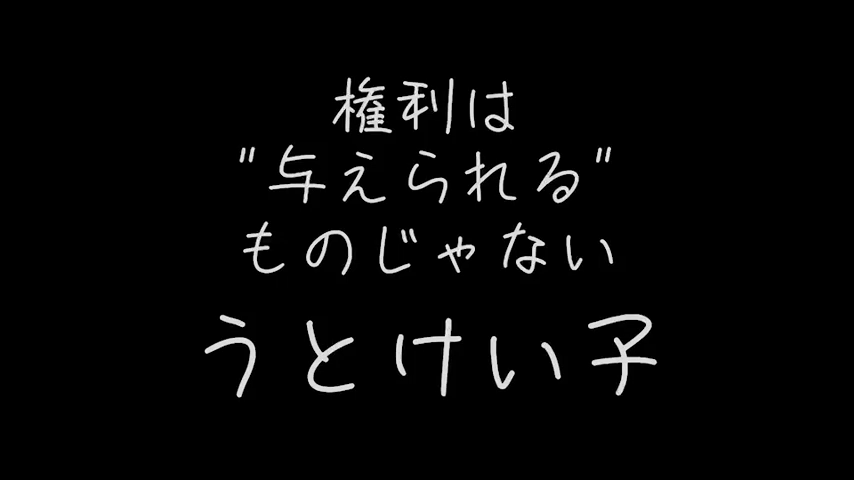 権利は
"与えられる"
ものじゃない
うとけい子